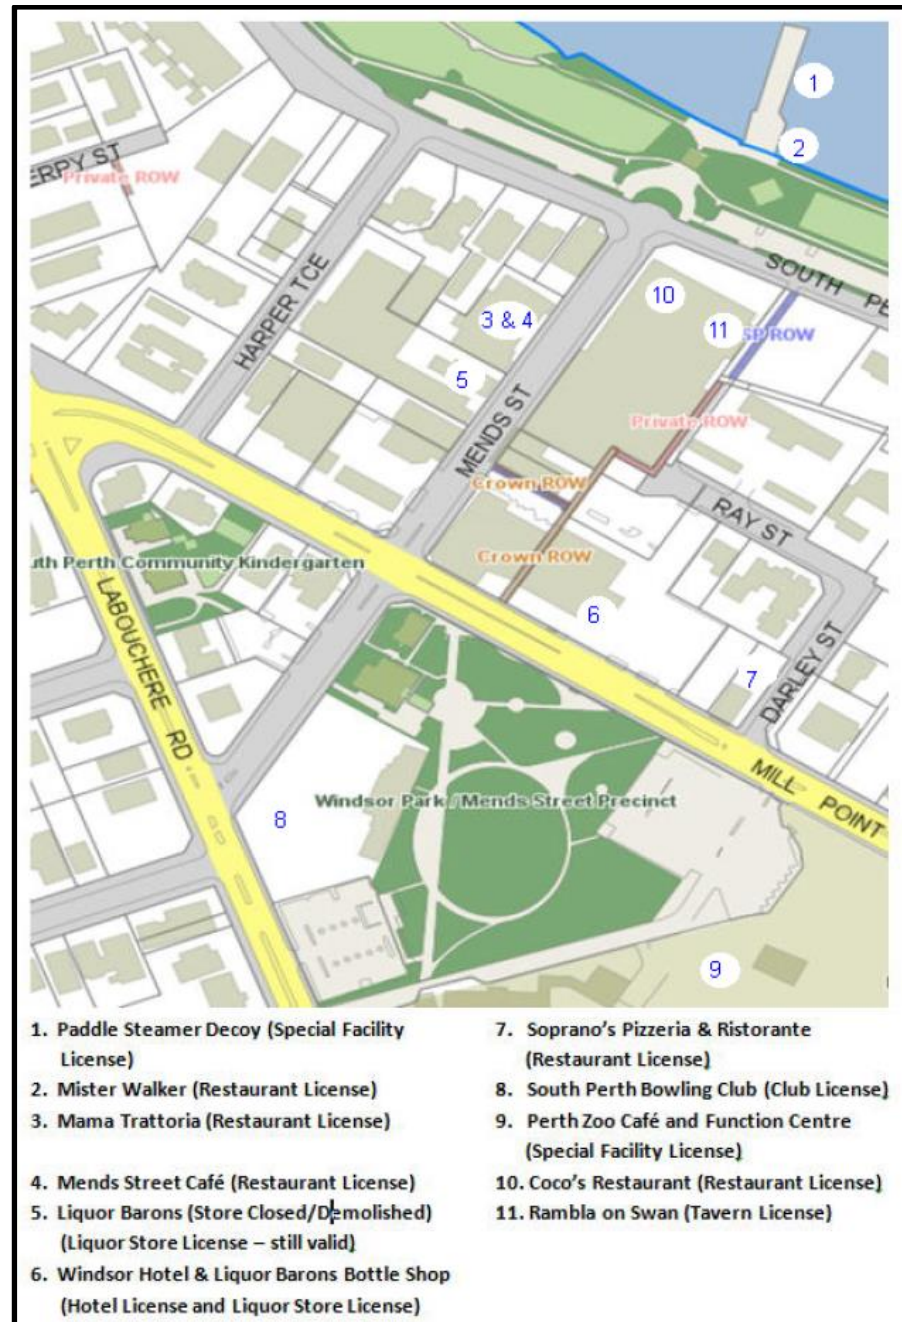 1
2
ERPY ST
Private ROW
SOUTH PE
HARPER TCE
10
3 & 4
11
SP ROW
5
MENDS ST
Private ROW
Crown ROW
RAY ST
Crown ROW
uth Perth Community Kindergarten
LABOUCHERE RD
6
7
DARLEY ST
MILL POINT
Windsor Park /Mends Street Precinct
8
9
1. Paddle Steamer Decoy (Special Facility
License)
2. Mister Walker (Restaurant License)
3. Mama Trattoria (Restaurant License)
4. Mends Street Café (Restaurant License)
5. Liquor Barons (Store Closed/Demolished)
(Liquor Store License – still valid)
6. Windsor Hotel & Liquor Barons Bottle Shop
(Hotel License and Liquor Store License)
7. Soprano's Pizzeria & Ristorante
(Restaurant License)
8. South Perth Bowling Club (Club License)
9. Perth Zoo Café and Function Centre
(Special Facility License)
10. Coco's Restaurant (Restaurant License)
11. Rambla on Swan (Tavern License)